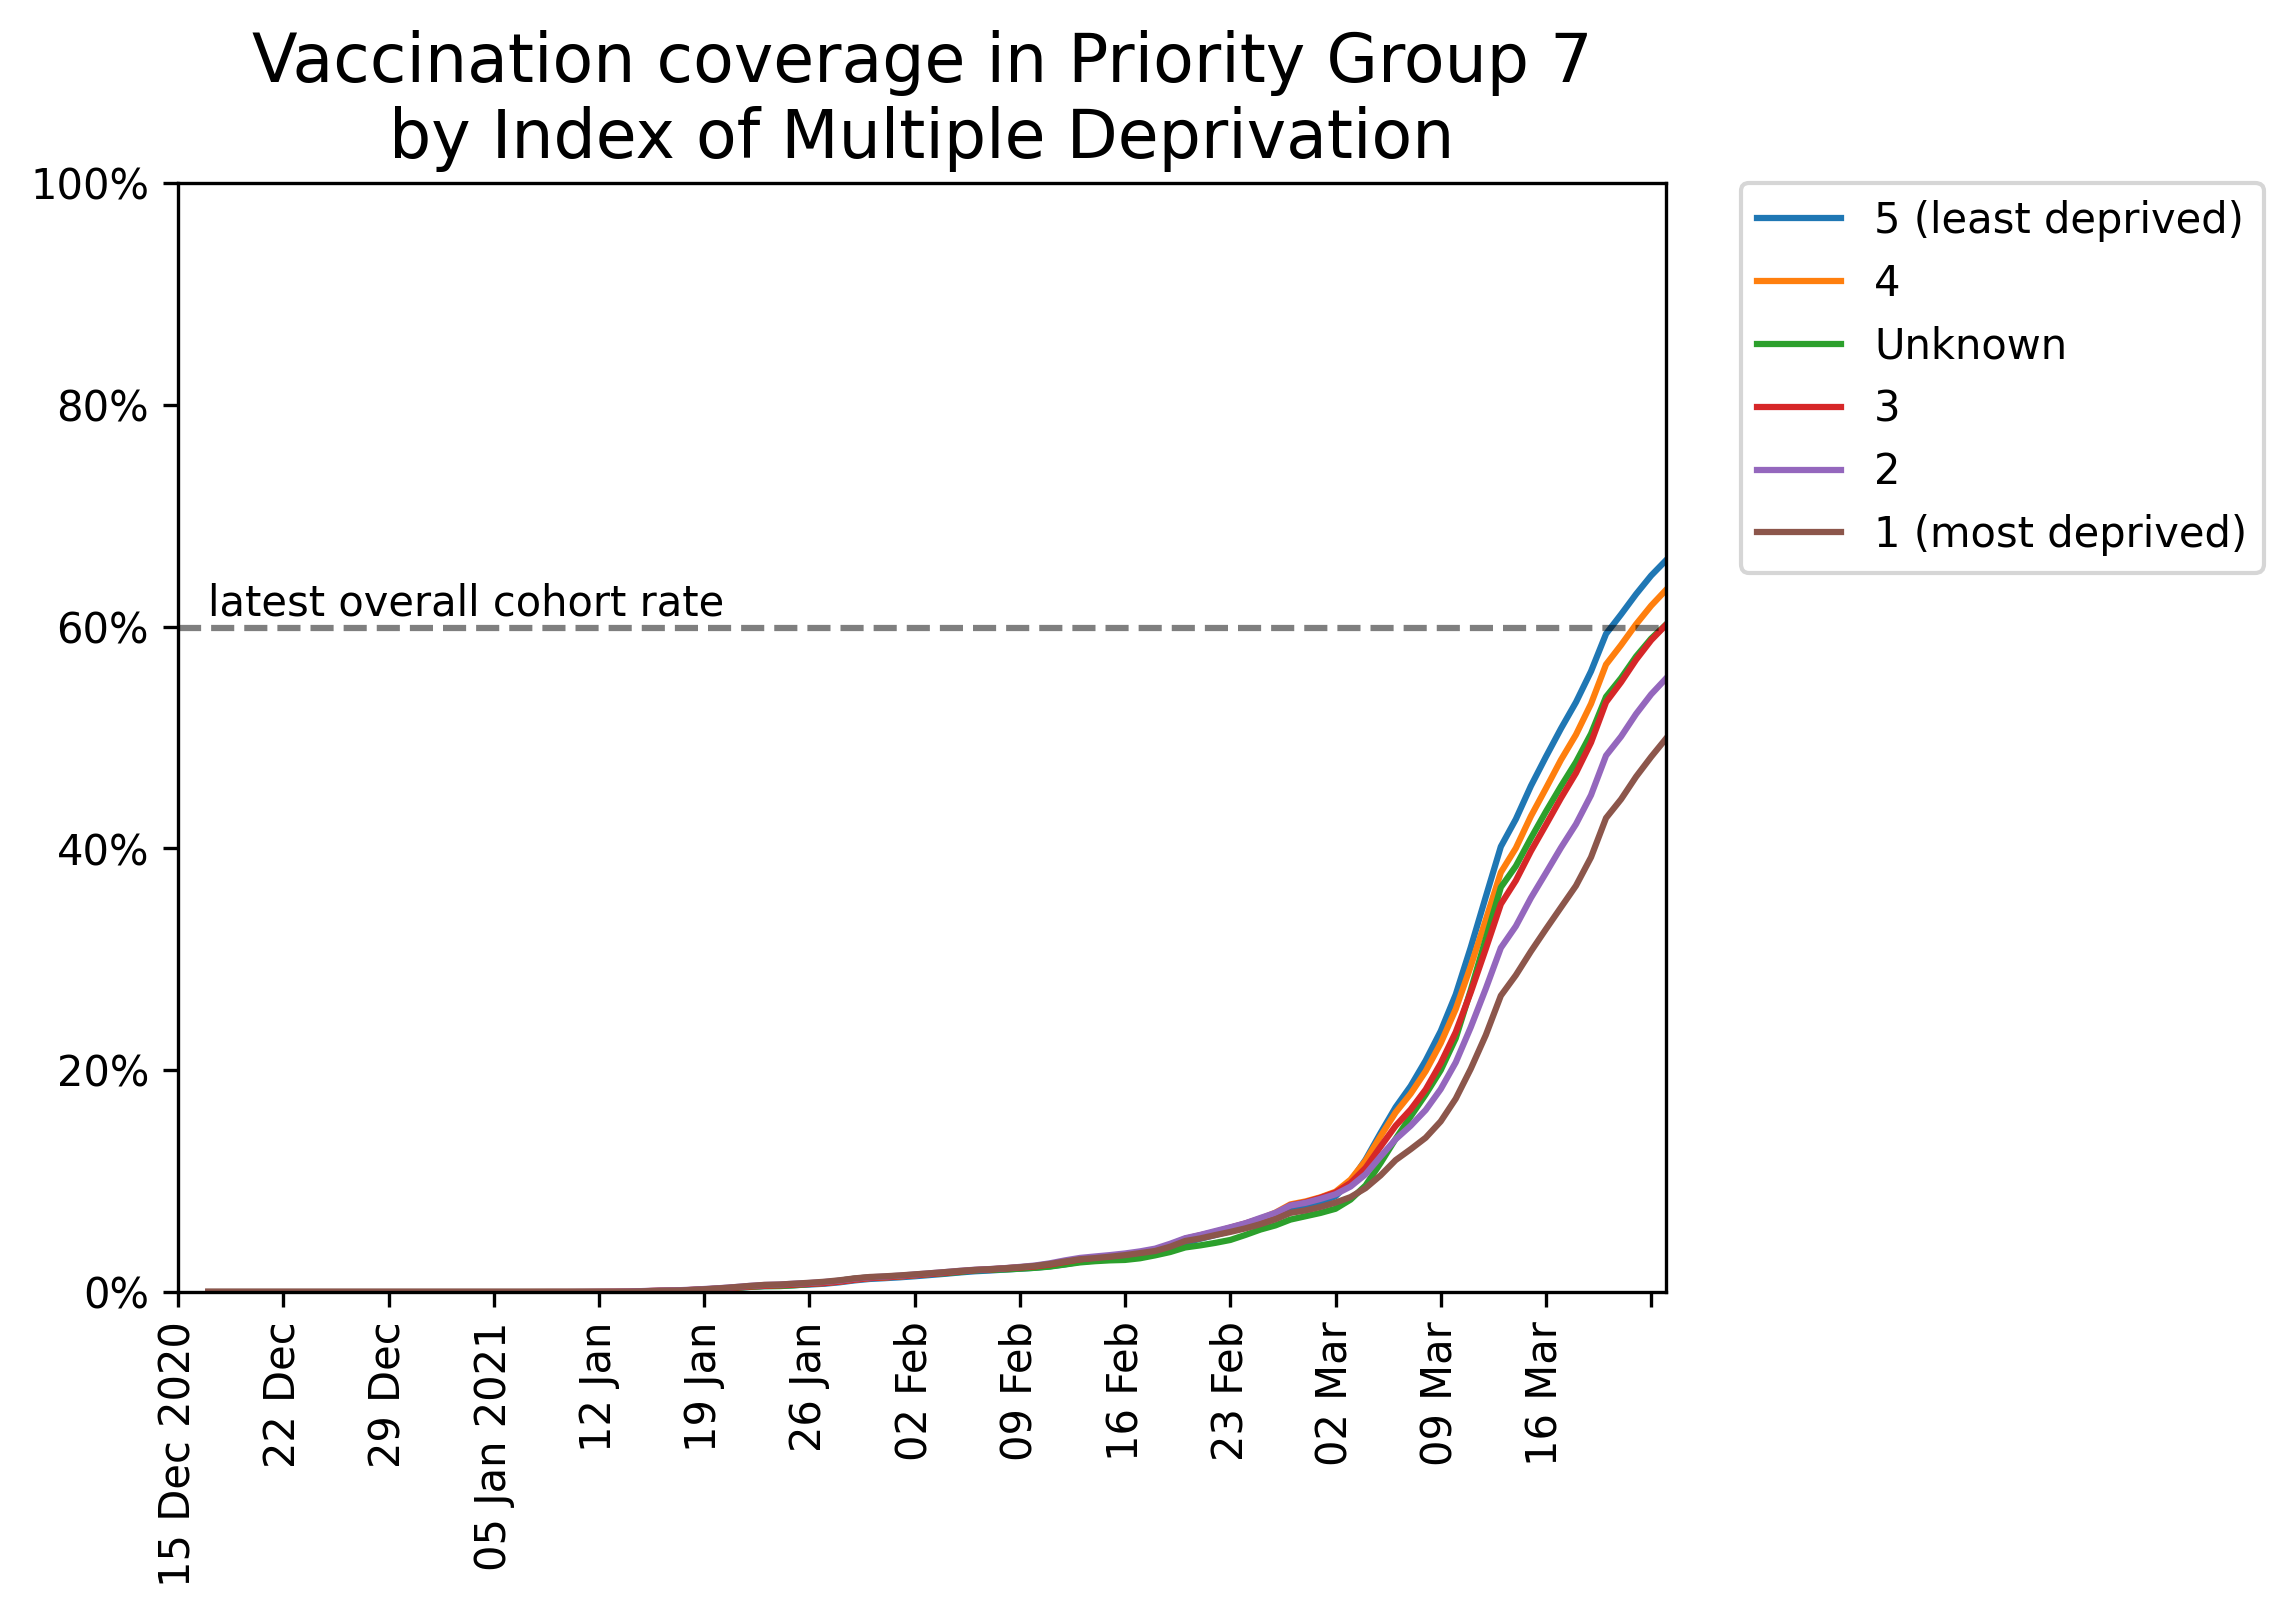 Vaccination coverage in Priority Group 7
by Index of Multiple Deprivation
100%
80%
60%
40%
20%
0%
latest overall cohort rate
15 Dec 2020
22 Dec
29 Dec
05 Jan 2021
12 Jan
19 Jan
26 Jan
02 Feb
09 Feb
16 Feb
23 Feb
02 Mar
09 Mar
16 Mar
5 (least deprived)
4
Unknown
3
2
1 (most deprived)